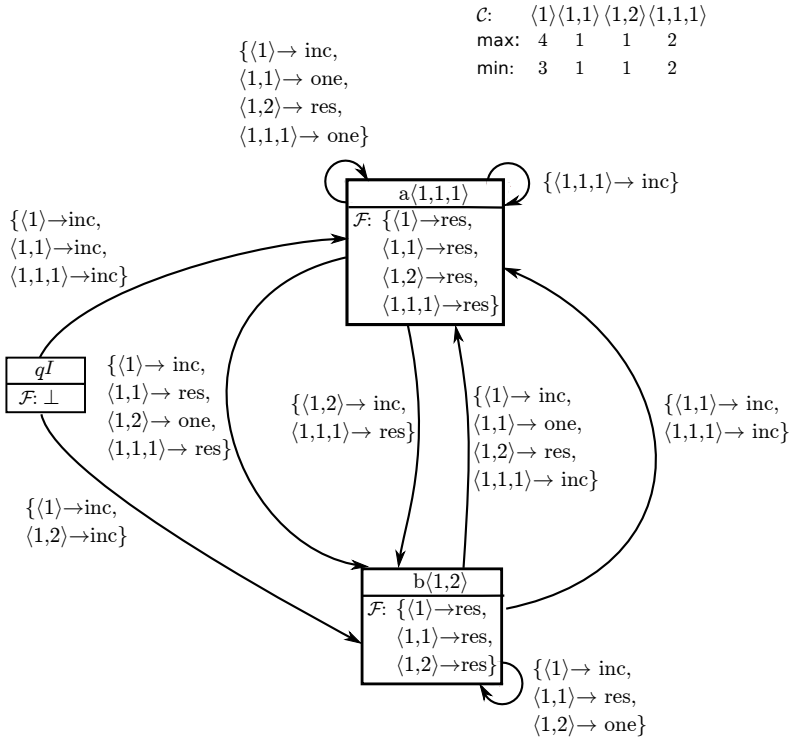 𝒞: ⟨1⟩⟨1,1⟩⟨1,2⟩⟨1,1,1⟩
max: 4 1 1 2
min: 3 1 1 2
{⟨1⟩→ inc,
⟨1,1⟩→ one,
⟨1,2⟩→ res,
⟨1,1,1⟩→ one}
a⟨1,1,1⟩
ℱ: {⟨1⟩→res,
⟨1,1⟩→res,
⟨1,2⟩→res,
⟨1,1,1⟩→res}
{⟨1,1,1⟩→ inc}
{⟨1⟩→inc,
⟨1,1⟩→inc,
⟨1,1,1⟩→inc}
qI
ℱ: ⊥
{⟨1⟩→ inc,
⟨1,1⟩→ res,
⟨1,2⟩→ one,
⟨1,1,1⟩→ res}
{⟨1,2⟩→ inc,
⟨1,1,1⟩→ res}
{⟨1⟩→ inc,
⟨1,1⟩→ one,
⟨1,2⟩→ res,
⟨1,1,1⟩→ inc}
{⟨1,1⟩→ inc,
⟨1,1,1⟩→ inc}
{⟨1⟩→inc,
⟨1,2⟩→inc}
b⟨1,2⟩
ℱ: {⟨1⟩→res,
⟨1,1⟩→res,
⟨1,2⟩→res}
{⟨1⟩→ inc,
⟨1,1⟩→ res,
⟨1,2⟩→ one}